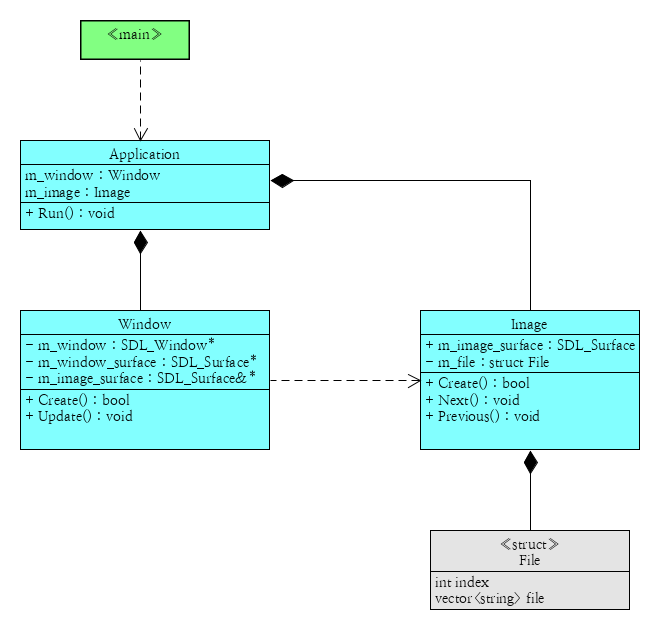 ≪main≫
Application
m_window : Window
m_image : Image
+ Run() : void
Window
− m_window : SDL_Window*
− m_window_surface : SDL_Surface*
− m_image_surface : SDL_Surface&*
+ Create() : bool
+ Update() : void
Image
+ m_image_surface : SDL_Surface
− m_file : struct File
+ Create() : bool
+ Next() : void
+ Previous() : void
≪struct≫
File
int index
vector<string> file